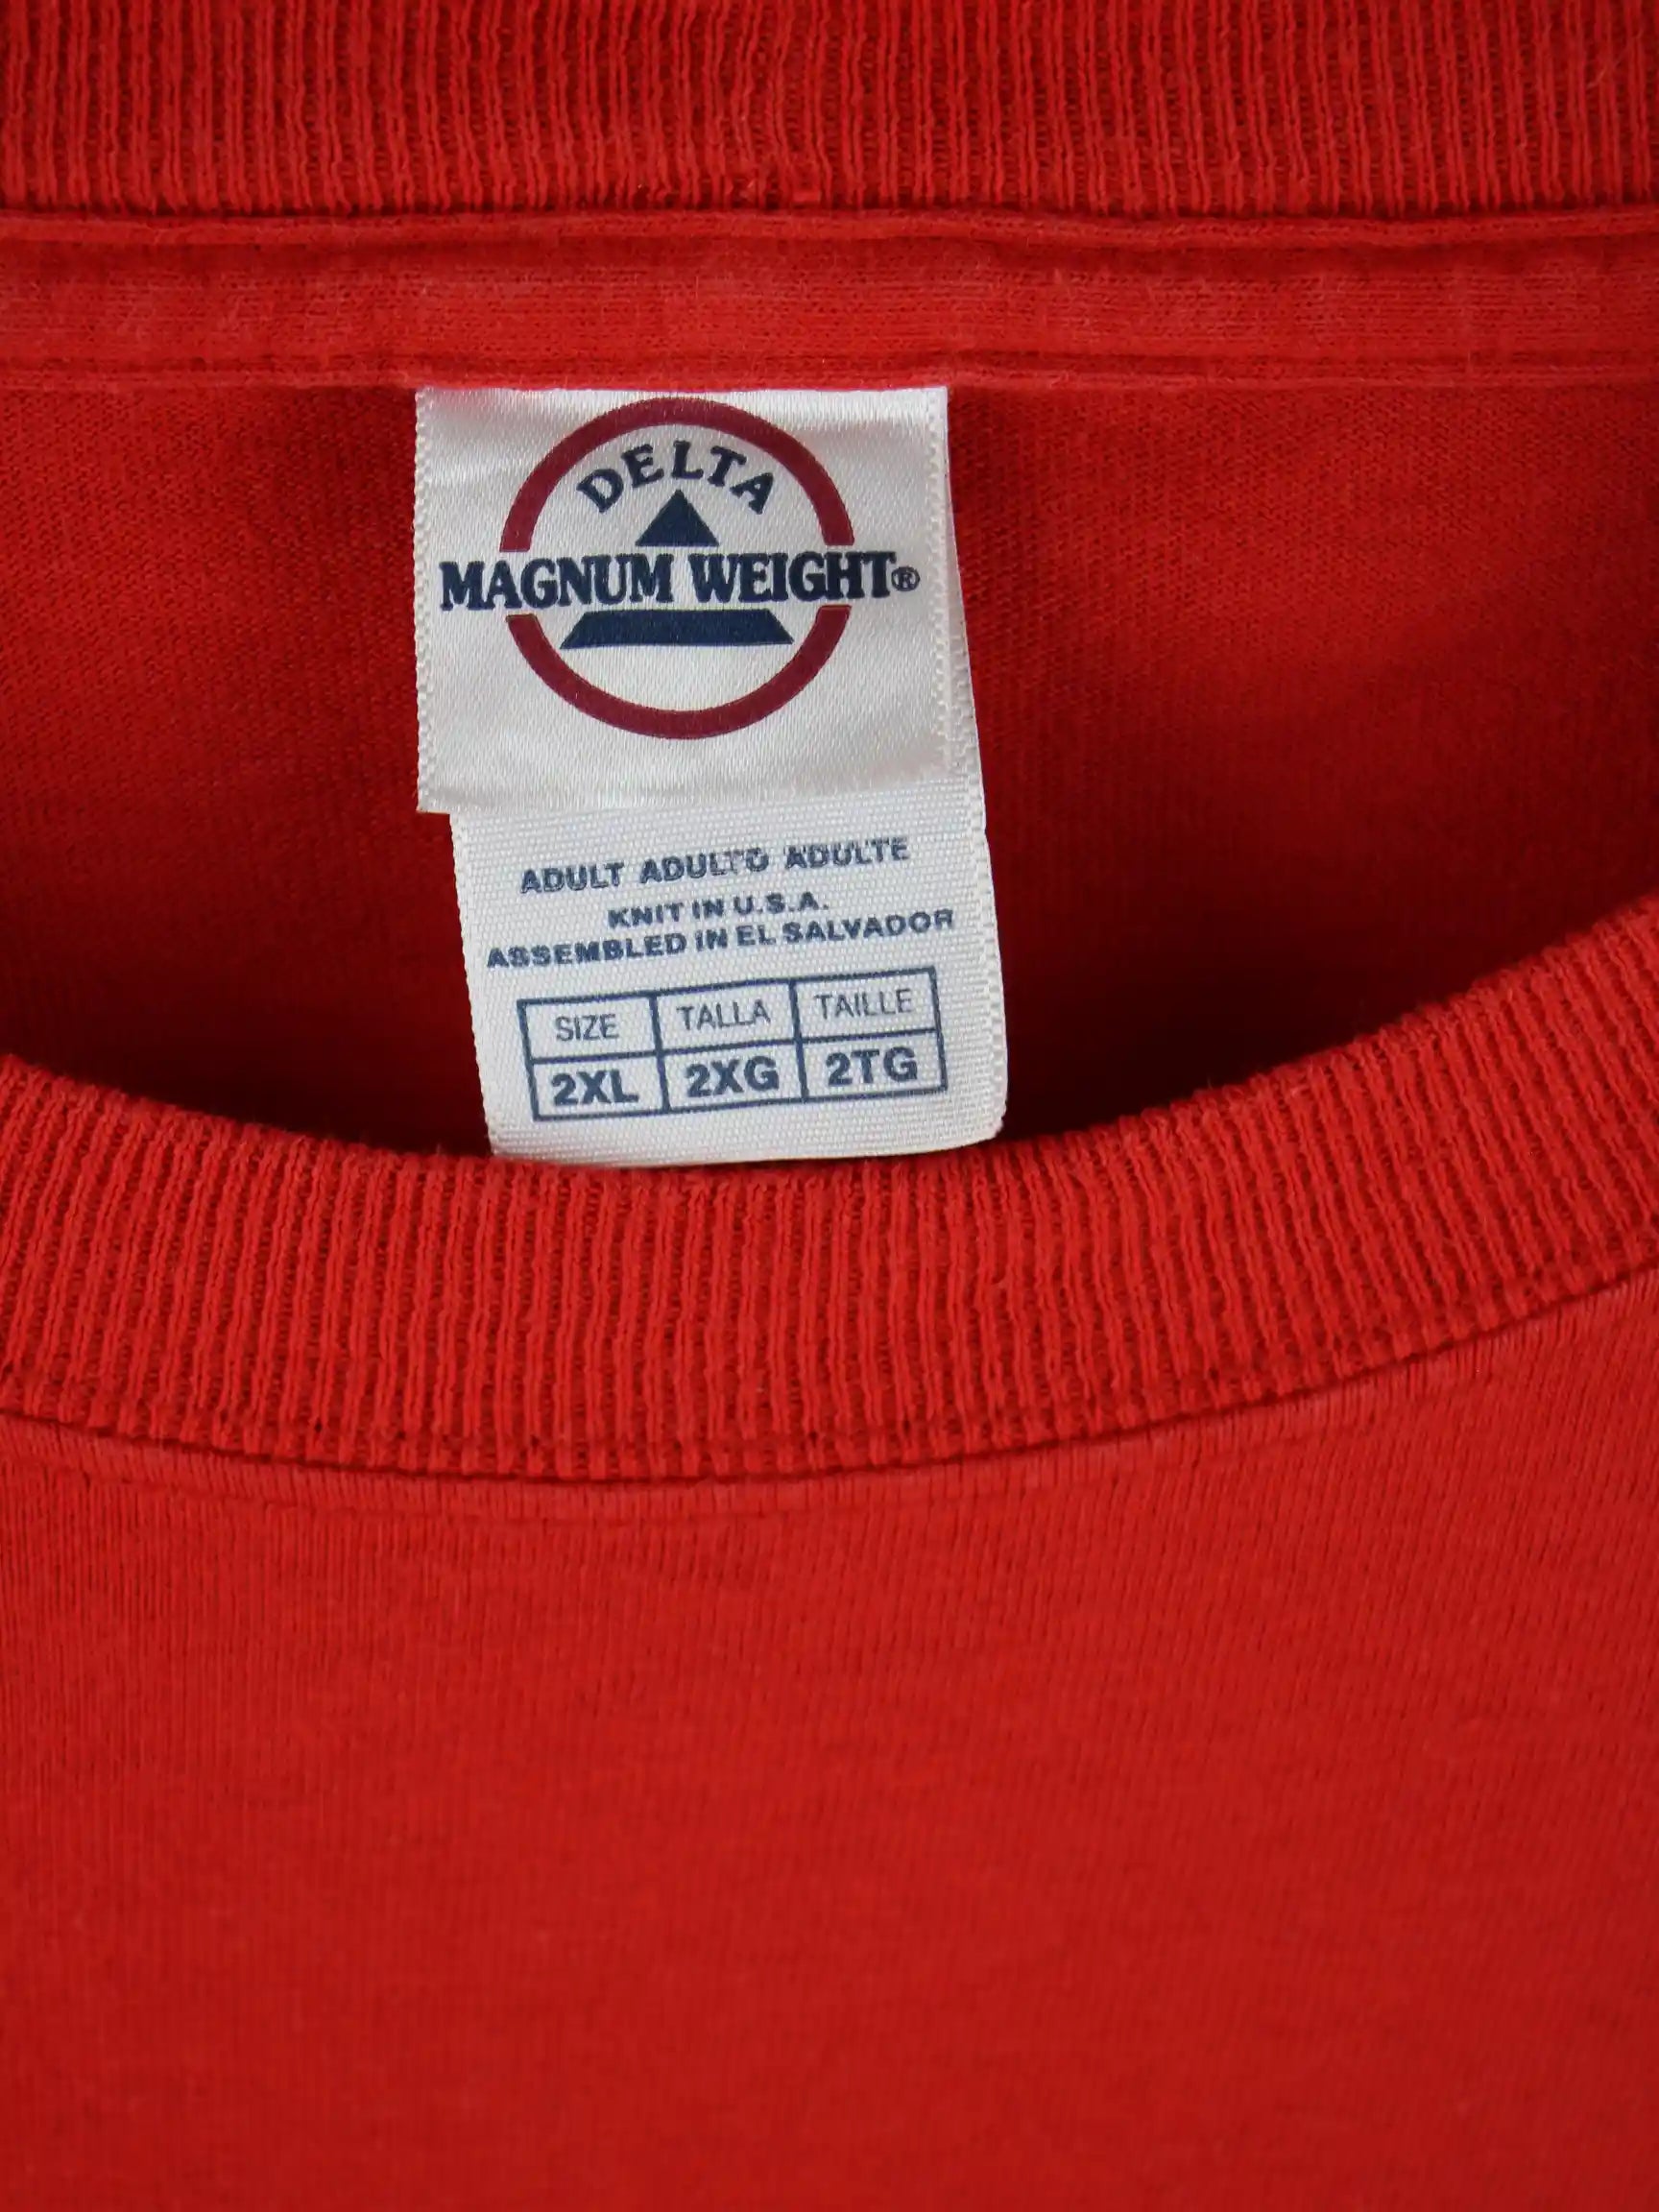 DELTA
MAGNUM WEIGHT®
ADULT ADULTO ADULTE
KNIT IN U.S.A.
ASSEMBLED IN EL SALVADOR
SIZE TALLA TAILLE
2XL 2XG 2TG